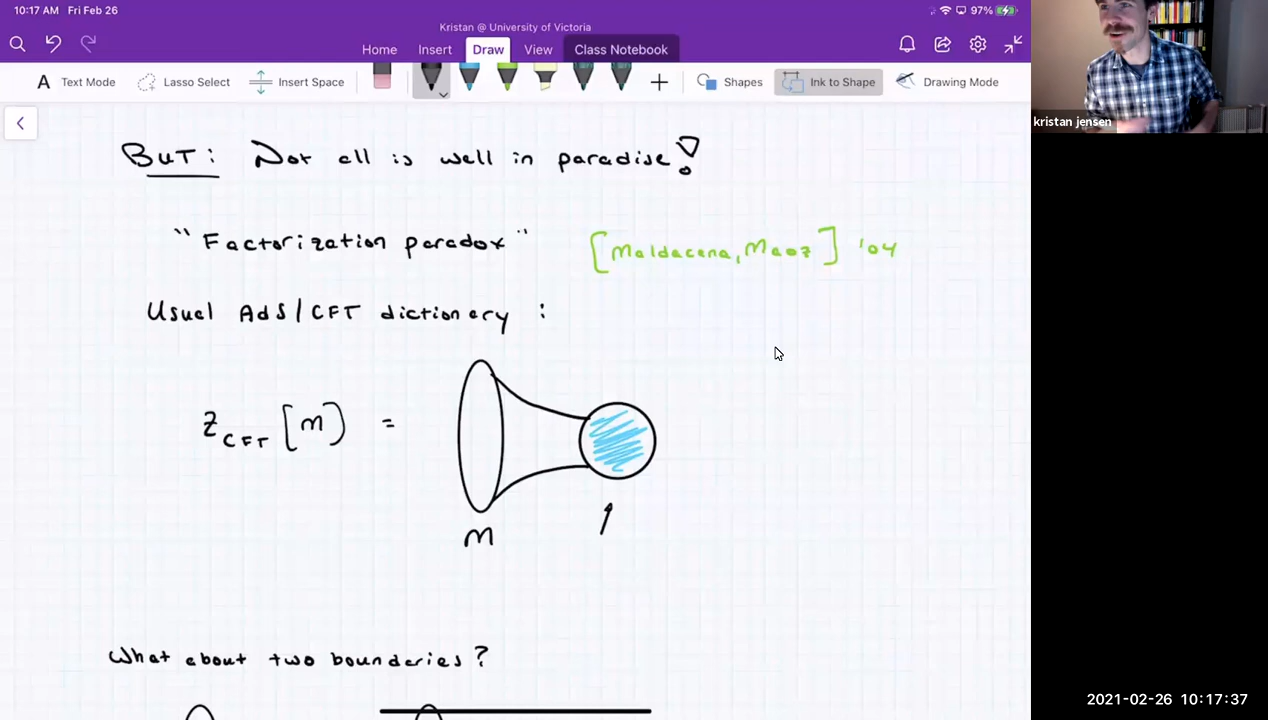 10:17 AM Fri Feb 26
97%
Kristan @ University of Victoria
Home Insert Draw View Class Notebook
Text Mode Lasso Select Insert Space Shapes Ink to Shape Drawing Mode
kristan jensen
BUT: Not all is well in paradise!
"Factorization paradox" [Maldacena, Maoz] '04
Usual AdS/CFT dictionary :
Z_CFT [M] =
M
What about two boundaries?
2021-02-26 10:17:37